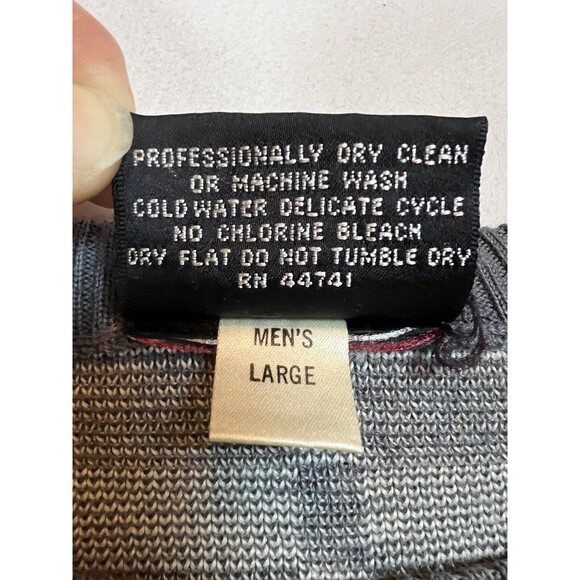 PROFESSIONALLY DRY CLEAN
OR MACHINE WASH
COLD WATER DELICATE CYCLE
NO CHLORINE BLEACH
DRY FLAT DO NOT TUMBLE DRY
RN 44741
MEN'S
LARGE